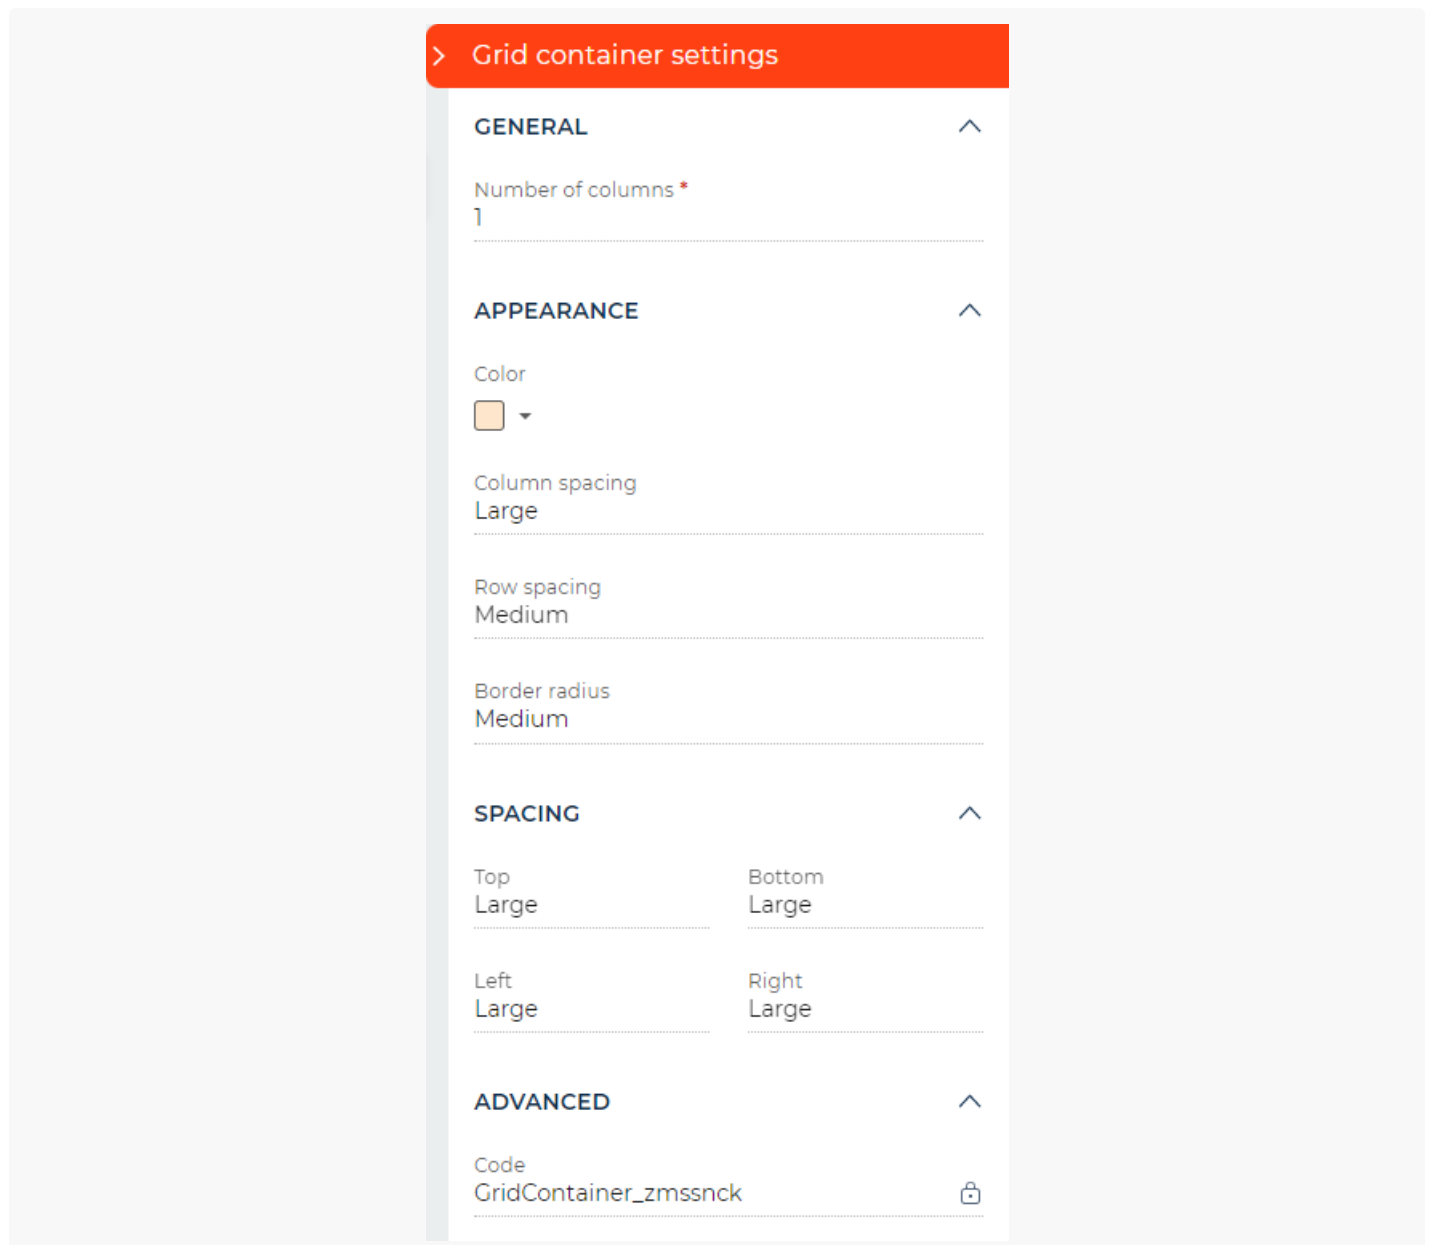 Grid container settings
GENERAL
Number of columns *
1
APPEARANCE
Color
Column spacing
Large
Row spacing
Medium
Border radius
Medium
SPACING
Top
Large
Bottom
Large
Left
Large
Right
Large
ADVANCED
Code
GridContainer_zmssnck